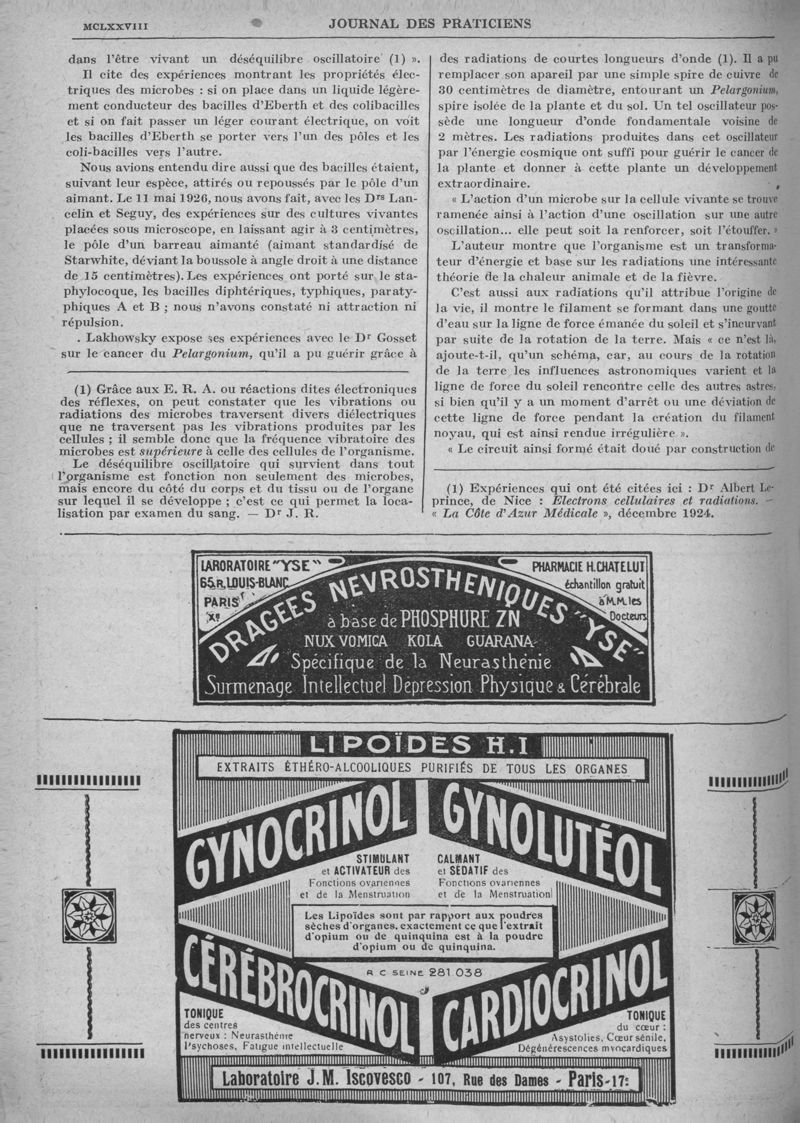 MCLXXVIII
JOURNAL DES PRATICIENS
dans l'être vivant un déséquilibre oscillatoire (1) ».
Il cite des expériences montrant les propriétés élec-
triques des microbes : si on place dans un liquide légère-
ment conducteur des bacilles d'Eberth et des colibacilles
et si on fait passer un léger courant électrique, on voit
les bacilles d'Eberth se porter vers l'un des pôles et les
coli-bacilles vers l'autre.
Nous avions entendu dire aussi que des bacilles étaient,
suivant leur espèce, attirés ou repoussés par le pôle d'un
aimant. Le 11 mai 1926, nous avons fait, avec les Drs Lan-
celin et Seguy, des expériences sur des cultures vivantes
placées sous microscope, en laissant agir à 3 centimètres,
le pôle d'un barreau aimanté (aimant standardisé de
Starwhite, déviant la boussole à angle droit à une distance
de 15 centimètres). Les expériences ont porté sur le sta-
phylocoque, les bacilles diphtériques, typhiques, paraty-
phiques A et B ; nous n'avons constaté ni attraction ni
répulsion.
Lakhowsky expose ses expériences avec le Dr Gosset
sur le cancer du Pelargonium, qu'il a pu guérir grâce à
(1) Grâce aux E. R. A. ou réactions dites électroniques
des réflexes, on peut constater que les vibrations ou
radiations des microbes traversent divers diélectriques
que ne traversent pas les vibrations produites par les
cellules ; il semble donc que la fréquence vibratoire des
microbes est supérieure à celle des cellules de l'organisme.
Le déséquilibre oscillatoire qui survient dans tout
l'organisme est fonction non seulement des microbes,
mais encore du côté du corps et du tissu ou de l'organe
sur lequel il se développe ; c'est ce qui permet la loca-
lisation par examen du sang. — Dr J. R.
des radiations de courtes longueurs d'onde (1). Il a pu
remplacer son appareil par une simple spire de cuivre de
30 centimètres de diamètre, entourant un Pelargonium,
spire isolée de la plante et du sol. Un tel oscillateur pos-
sède une longueur d'onde fondamentale voisine de
2 mètres. Les radiations produites dans cet oscillateur
par l'énergie cosmique ont suffi pour guérir le cancer de
la plante et donner à cette plante un développement
extraordinaire.
« L'action d'un microbe sur la cellule vivante se trouve
ramenée ainsi à l'action d'une oscillation sur une autre
oscillation... elle peut soit la renforcer, soit l'étouffer. »
L'auteur montre que l'organisme est un transforma-
teur d'énergie et base sur les radiations une intéressante
théorie de la chaleur animale et de la fièvre.
C'est aussi aux radiations qu'il attribue l'origine de
la vie, il montre le filament se formant dans une goutte
d'eau sur la ligne de force émanée du soleil et s'incurvant
par suite de la rotation de la terre. Mais « ce n'est là,
ajoute-t-il, qu'un schéma, car, au cours de la rotation
de la terre les influences astronomiques varient et la
ligne de force du soleil rencontre celle des autres astres,
si bien qu'il y a un moment d'arrêt ou une déviation de
cette ligne de force pendant la création du filament
noyau, qui est ainsi rendue irrégulière ».
« Le circuit ainsi formé était doué par construction de
(1) Expériences qui ont été citées ici : Dr Albert Le-
prince, de Nice : Electrons cellulaires et radiations. —
« La Côte d'Azur Médicale », décembre 1924.
LABORATOIRE "YSE"
65, R. LOUIS-BLANC
PARIS
Xe
PHARMACIE H. CHATELUT
échantillon gratuit
à M.M. les
Docteurs
DRAGÉES NEVROSTHENIQUES "YSE"
à base de PHOSPHURE ZN
NUX VOMICA KOLA GUARANA
Spécifique de la Neurasthénie
Surmenage Intellectuel Dépression Physique & Cérébrale
LIPOÏDES H.I
EXTRAITS ÉTHÉRO-ALCOOLIQUES PURIFIÉS DE TOUS LES ORGANES
GYNOCRINOL
GYNOLUTÉOL
STIMULANT
et ACTIVATEUR des
Fonctions ovariennes
et de la Menstruation
CALMANT
et SÉDATIF des
Fonctions ovariennes
et de la Menstruation
Les Lipoïdes sont par rapport aux poudres
sèches d'organes, exactement ce que l'extrait
d'opium ou de quinquina est à la poudre
d'opium ou de quinquina.
R C SEINE 281 038
CÉRÉBROCRINOL
CARDIOCRINOL
TONIQUE
des centres
nerveux : Neurasthénie
Psychoses, Fatigue intellectuelle
TONIQUE
du cœur :
Asystolies, Cœur sénile,
Dégénérescences myocardiques
Laboratoire J.M. Iscovesco - 107, Rue des Dames - Paris-17e